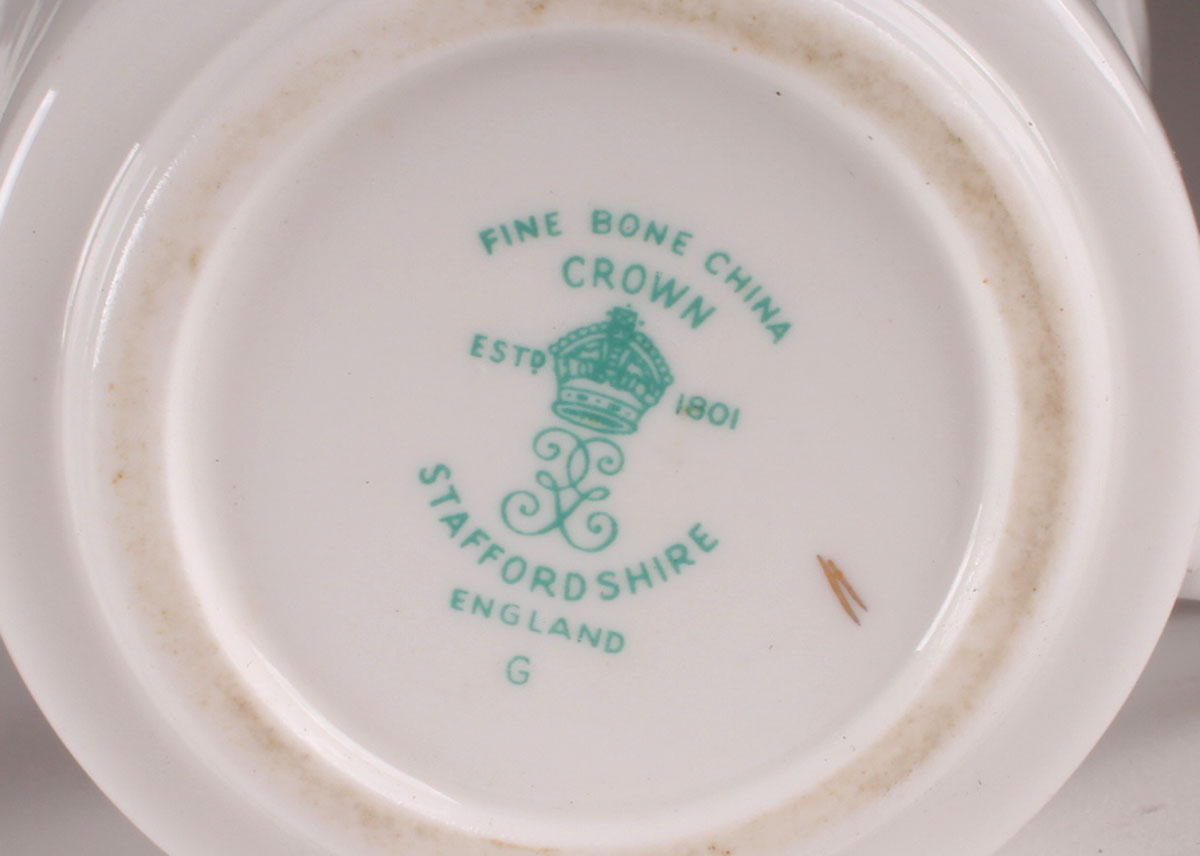 FINE BONE CHINA
CROWN
ESTD. 1801
STAFFORDSHIRE
ENGLAND
G